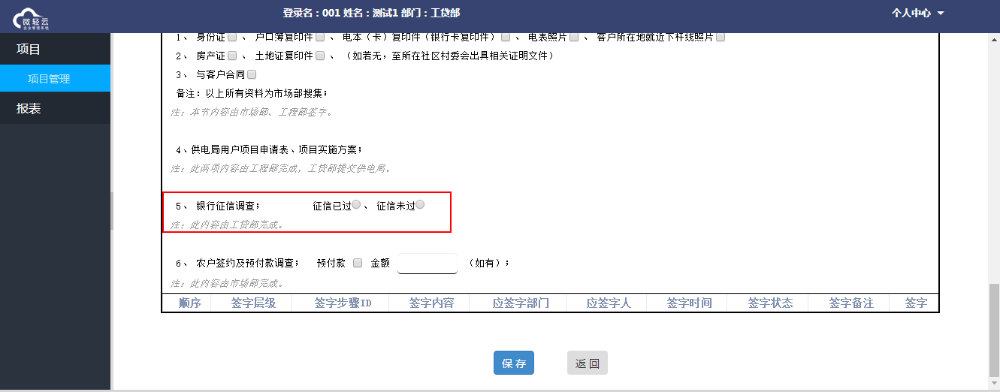 微轻云
企业管理系统
登录名：001 姓名：测试1 部门：工贷部
个人中心
项目
项目管理
报表
1、 身份证 、 户口簿复印件 、 电本（卡）复印件（银行卡复印件） 、 电表照片 、 客户所在地就近下杆线照片
2、 房产证 、 土地证复印件 、 （如若无，至所在社区村委会出具相关证明文件）
3、 与客户合同
备注：以上所有资料为市场部搜集；
注：本节内容由市场部、工程部签字。
4、供电局用户项目申请表、项目实施方案；
注：此两项内容由工程部完成，工贷部提交供电局。
5、 银行征信调查； 征信已过 、 征信未过
注：此内容由工贷部完成。
6、 农户签约及预付款调查； 预付款 金额 （如有）；
注：此内容由市场部完成。
顺序 签字层级 签字步骤ID 签字内容 应签字部门 应签字人 签字时间 签字状态 签字备注 签字
保存 返回